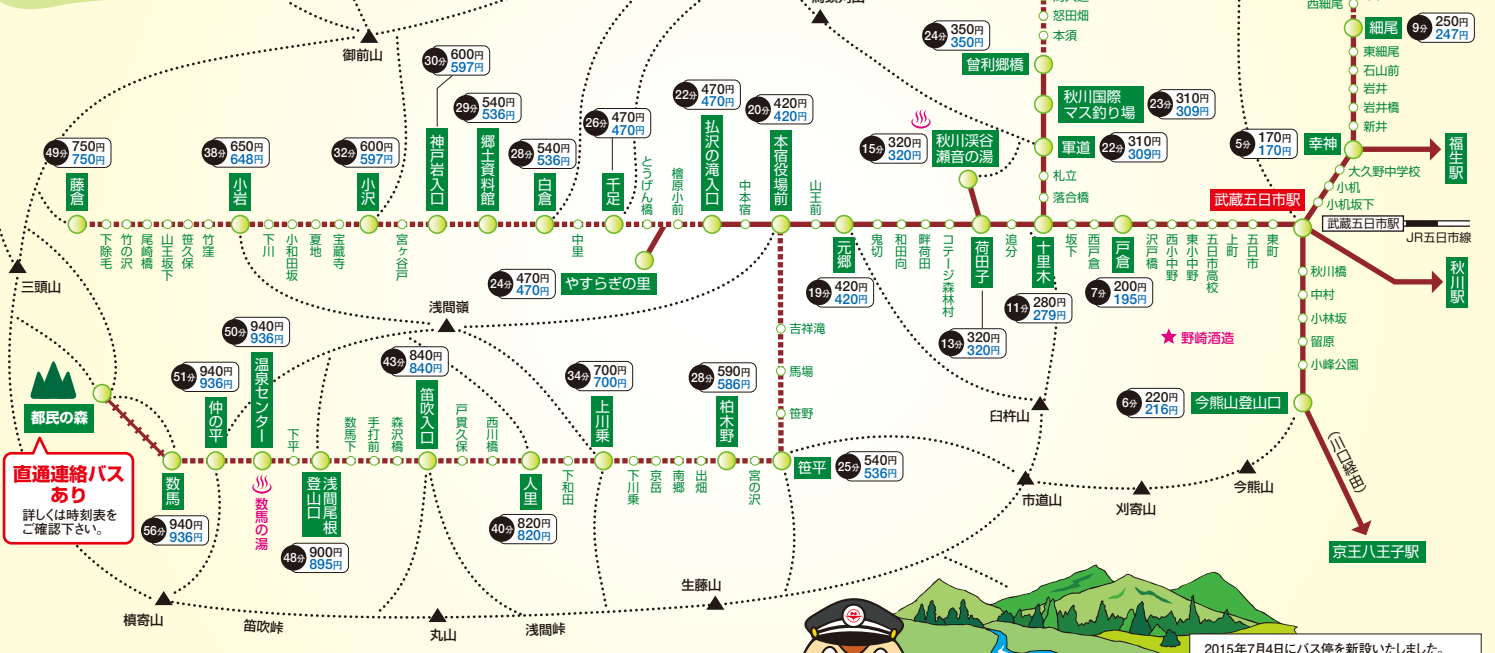 御前山
怒田畑
本須
24分 350円
350円
曽利郷橋
秋川国際
マス釣り場
23分 310円
309円
軍道
22分 310円
309円
札立
落合橋
秋川渓谷
瀬音の湯
15分 320円
320円
西細尾
細尾
9分 250円
247円
東細尾
石山前
岩井
岩井橋
新井
幸神
5分 170円
170円
福生駅
大久野中学校
小机
小机坂下
武蔵五日市駅
武蔵五日市駅
JR五日市線
秋川駅
49分 750円
750円
藤倉
下除毛
竹の沢
尾崎橋
山王坂下
笹久保
竹窪
38分 650円
648円
小岩
下川
小和田坂
夏地
宝蔵寺
32分 600円
597円
小沢
宮ヶ谷戸
30分 600円
597円
神戸岩入口
29分 540円
536円
郷土資料館
28分 540円
536円
白倉
中里
26分 470円
470円
千足
とうげん橋
檜原小前
24分 470円
470円
やすらぎの里
22分 470円
470円
払沢の滝入口
中本宿
20分 420円
420円
本宿役場前
山王前
元郷
19分 420円
420円
鬼切
和田向
畔荷田
コテージ森林村
荷田子
13分 320円
320円
追分
十里木
11分 280円
279円
坂下
西戸倉
戸倉
7分 200円
195円
沢戸橋
西小中野
東小中野
五日市高校
上町
五日市
東町
野崎酒造
秋川橋
中村
小林坂
留原
小峰公園
今熊山登山口
6分 220円
216円
(川口経由)
京王八王子駅
三頭山
浅間嶺
臼杵山
市道山
刈寄山
今熊山
吉祥滝
馬場
笹野
笹平
25分 540円
536円
宮の沢
28分 590円
586円
柏木野
出畑
南郷
京岳
下川乗
34分 700円
700円
上川乗
下和田
人里
40分 820円
820円
西川橋
戸貫久保
43分 840円
840円
笛吹入口
森沢橋
手打前
数馬下
浅間尾根
登山口
48分 900円
895円
下平
50分 940円
936円
温泉センター
数馬の湯
51分 940円
936円
仲の平
数馬
56分 940円
936円
都民の森
直通連絡バス
あり
詳しくは時刻表を
ご確認下さい。
槙寄山
笛吹峠
丸山
浅間峠
生藤山
2015年7月4日にバス停を新設いたしました。